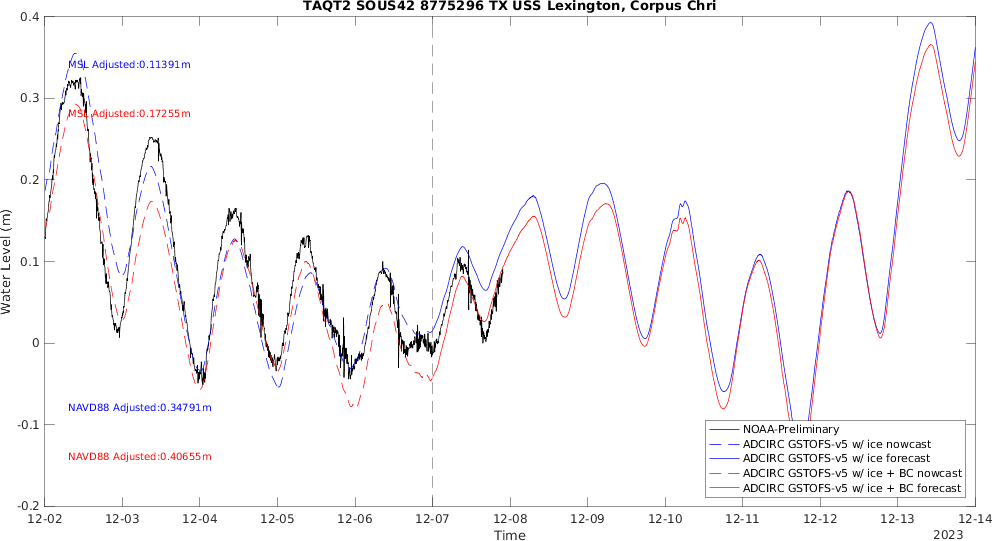 TAQT2 SOUS42 8775296 TX USS Lexington, Corpus Chri
0.4
MSL Adjusted:0.11391m
0.3
MSL Adjusted:0.17255m
0.2
0.1
0
-0.1
-0.2
Water Level (m)
NAVD88 Adjusted:0.34791m
NAVD88 Adjusted:0.40655m
NOAA-Preliminary
ADCIRC GSTOFS-v5 w/ ice nowcast
ADCIRC GSTOFS-v5 w/ ice forecast
ADCIRC GSTOFS-v5 w/ ice + BC nowcast
ADCIRC GSTOFS-v5 w/ ice + BC forecast
12-02 12-03 12-04 12-05 12-06 12-07 12-08 12-09 12-10 12-11 12-12 12-13 12-14
Time
2023